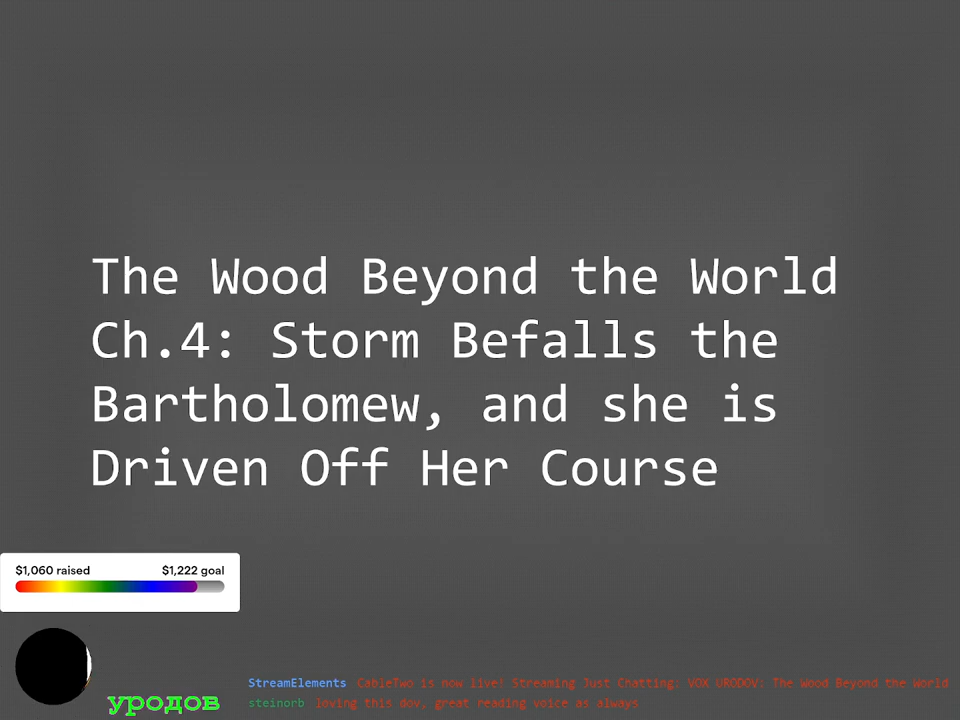 The Wood Beyond the World
Ch.4: Storm Befalls the
Bartholomew, and she is
Driven Off Her Course
$1,060 raised $1,222 goal
уродов
StreamElements CableTwo is now live! Streaming Just Chatting: VOX URODOV: The Wood Beyond the World
steinorb loving this dov, great reading voice as always